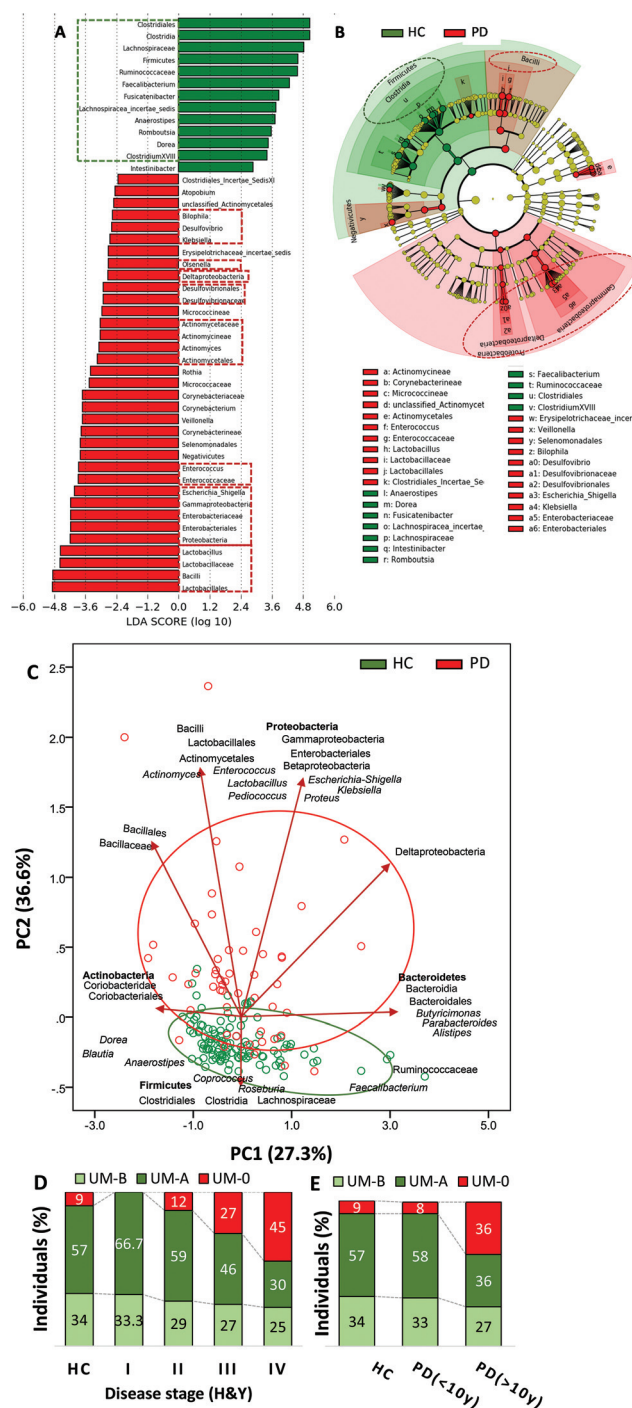 A
Clostridiales
Clostridia
Lachnospiraceae
Firmicutes
Ruminococcaceae
Faecalibacterium
Fusicatenibacter
Lachnospiracea_incertae_sedis
Anaerostipes
Romboutsia
Dorea
ClostridiumXVIII
Intestinibacter
Clostridiales_Incertae_SedisXI
Atopobium
unclassified_Actinomycetales
Bilophila
Desulfovibrio
Klebsiella
Erysipelotrichaceae_incertae_sedis
Olsenella
Deltaproteobacteria
Desulfovibrionales
Desulfovibrionaceae
Micrococcineae
Actinomycetaceae
Actinomycineae
Actinomyces
Actinomycetales
Rothia
Micrococcaceae
Corynebacteriaceae
Corynebacterium
Veillonella
Corynebacterineae
Selenomonadales
Negativicutes
Enterococcus
Enterococcaceae
Escherichia_Shigella
Gammaproteobacteria
Enterobacteriaceae
Enterobacteriales
Proteobacteria
Lactobacillus
Lactobacillaceae
Bacilli
Lactobacillales
−6.0 −4.8 −3.6 −2.4 −1.2 0.0 1.2 2.4 3.6 4.8 6.0
LDA SCORE (log 10)
B
HC PD
Firmicutes
Clostridia
Bacilli
Negativicutes
Gammaproteobacteria
Deltaproteobacteria
Proteobacteria
a: Actinomycineae
b: Corynebacterineae
c: Micrococcineae
d: unclassified_Actinomycet
e: Actinomycetales
f: Enterococcus
g: Enterococcaceae
h: Lactobacillus
i: Lactobacillaceae
j: Lactobacillales
k: Clostridiales_Incertae_Se
l: Anaerostipes
m: Dorea
n: Fusicatenibacter
o: Lachnospiracea_incertae_
p: Lachnospiraceae
q: Intestinibacter
r: Romboutsia
s: Faecalibacterium
t: Ruminococcaceae
u: Clostridiales
v: ClostridiumXVIII
w: Erysipelotrichaceae_incer
x: Veillonella
y: Selenomonadales
z: Bilophila
a0: Desulfovibrio
a1: Desulfovibrionaceae
a2: Desulfovibrionales
a3: Escherichia_Shigella
a4: Klebsiella
a5: Enterobacteriaceae
a6: Enterobacteriales
C
HC PD
PC2 (36.6%)
2.5
2.0
1.5
1.0
.5
.0
-.5
Bacilli
Lactobacillales
Actinomycetales
Actinomyces
Enterococcus
Lactobacillus
Pediococcus
Proteobacteria
Gammaproteobacteria
Enterobacteriales
Betaproteobacteria
Escherichia-Shigella
Klebsiella
Proteus
Bacillales
Bacillaceae
Deltaproteobacteria
Actinobacteria
Coriobacteridae
Coriobacteriales
Bacteroidetes
Bacteroidia
Bacteroidales
Butyricimonas
Parabacteroides
Alistipes
Dorea
Blautia
Anaerostipes
Coprococcus
Roseburia
Firmicutes
Clostridiales Clostridia Lachnospiraceae
Ruminococcaceae
Faecallibacterium
-3.0 -1.0 1.0 3.0 5.0
PC1 (27.3%)
D
UM-B UM-A UM-0
Individuals (%)
9 12 27 45
57 66.7 59 46 30
34 33.3 29 27 25
HC I II III IV
Disease stage (H&Y)
E
UM-B UM-A UM-0
Individuals (%)
9 8 36
57 58 36
34 33 27
HC PD(<10y) PD(>10y)